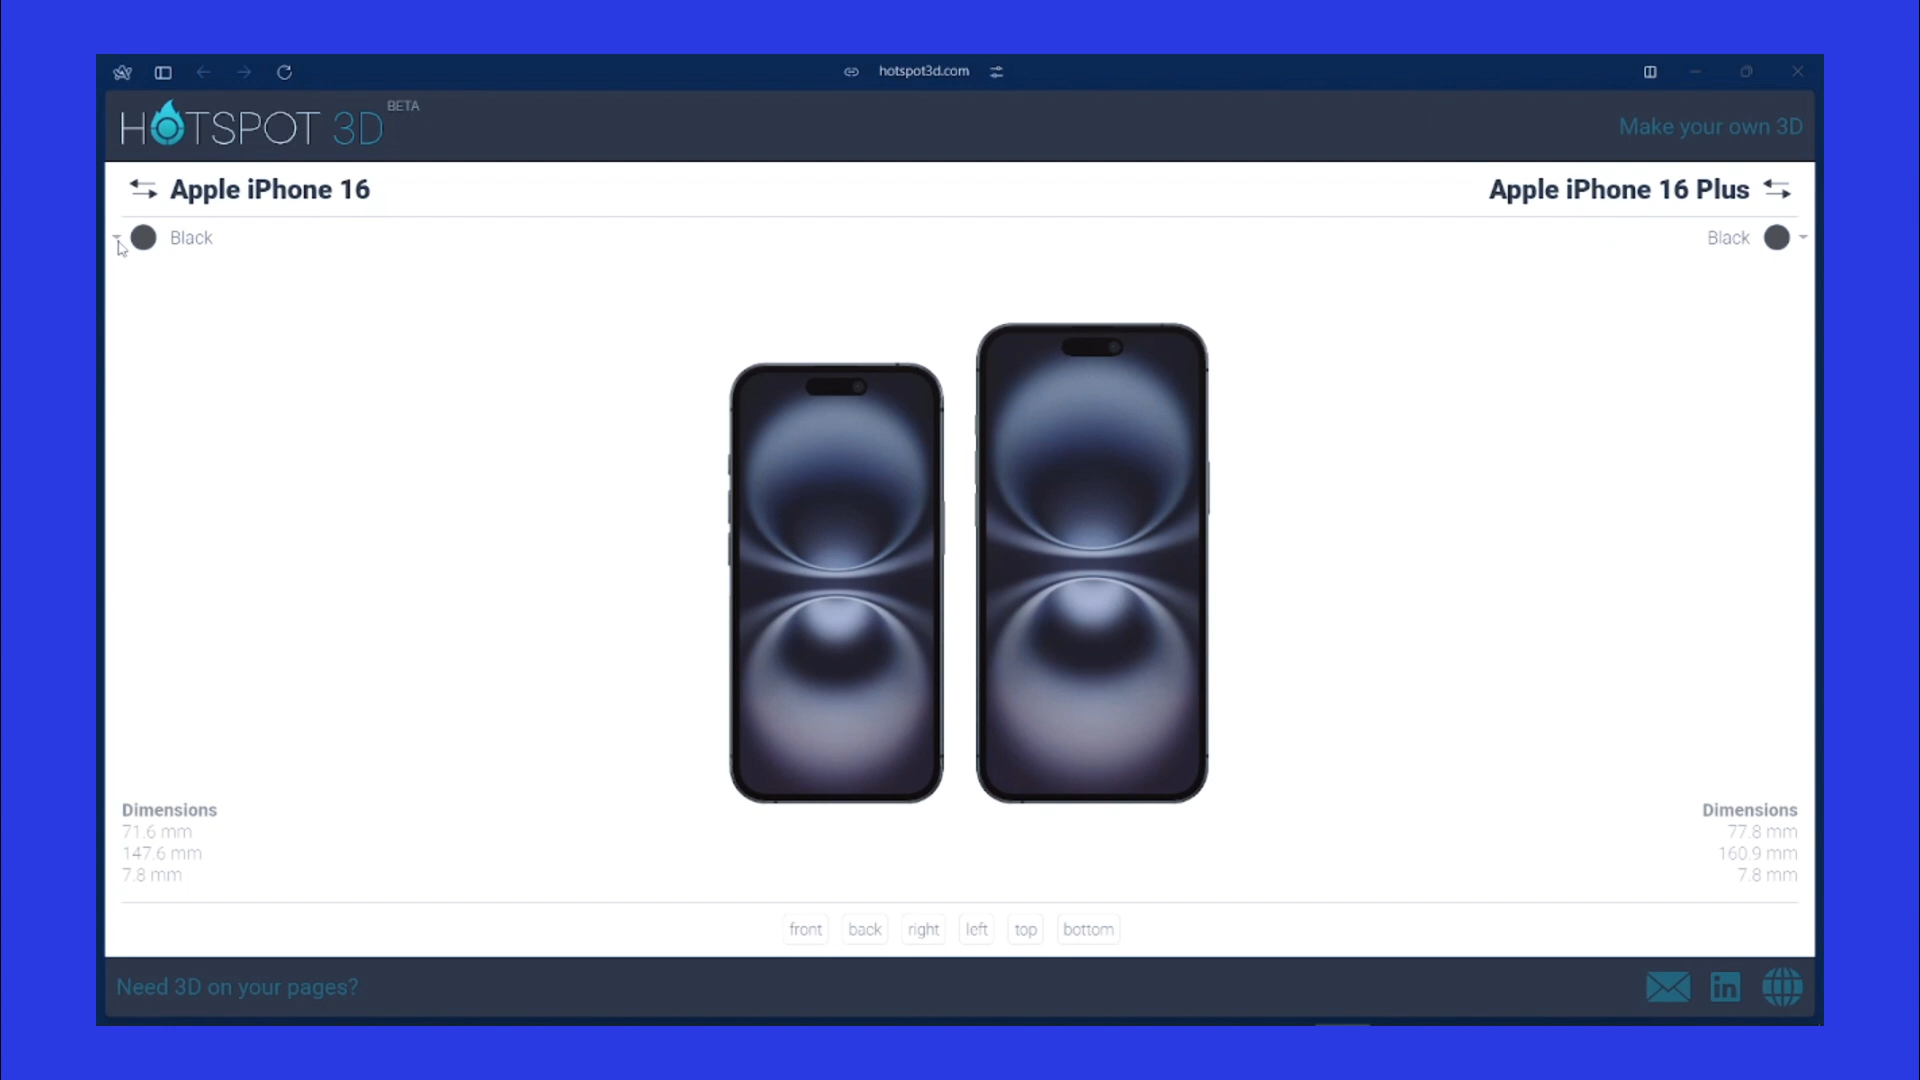 hotspot3d.com
HOTSPOT 3D BETA
Make your own 3D
Apple iPhone 16
Apple iPhone 16 Plus
Black
Black
Dimensions
71.6 mm
147.6 mm
7.8 mm
Dimensions
77.8 mm
160.9 mm
7.8 mm
front back right left top bottom
Need 3D on your pages?
in